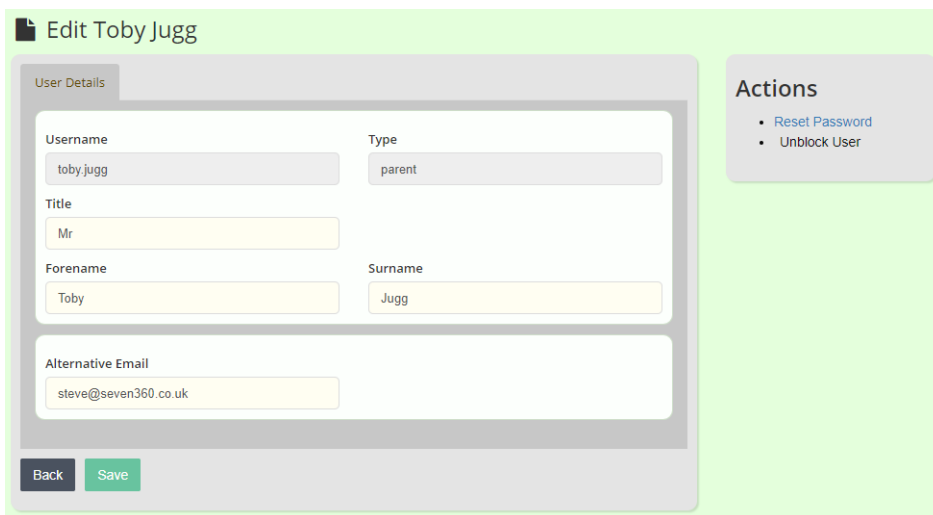 Edit Toby Jugg
User Details
Username Type
toby.jugg parent
Title
Mr
Forename Surname
Toby Jugg
Alternative Email
steve@seven360.co.uk
Back Save
Actions
Reset Password
Unblock User